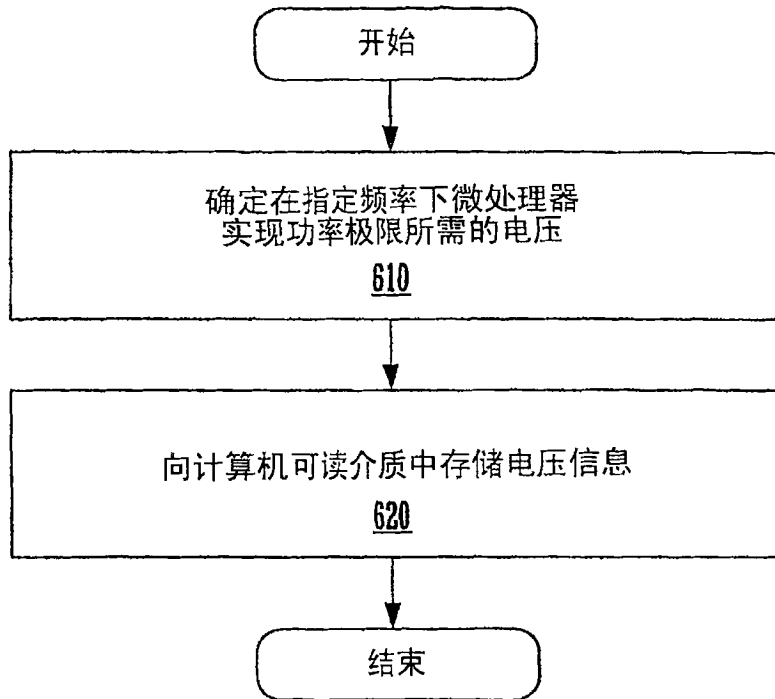 开始
确定在指定频率下微处理器
实现功率极限所需的电压
610
向计算机可读介质中存储电压信息
620
结束